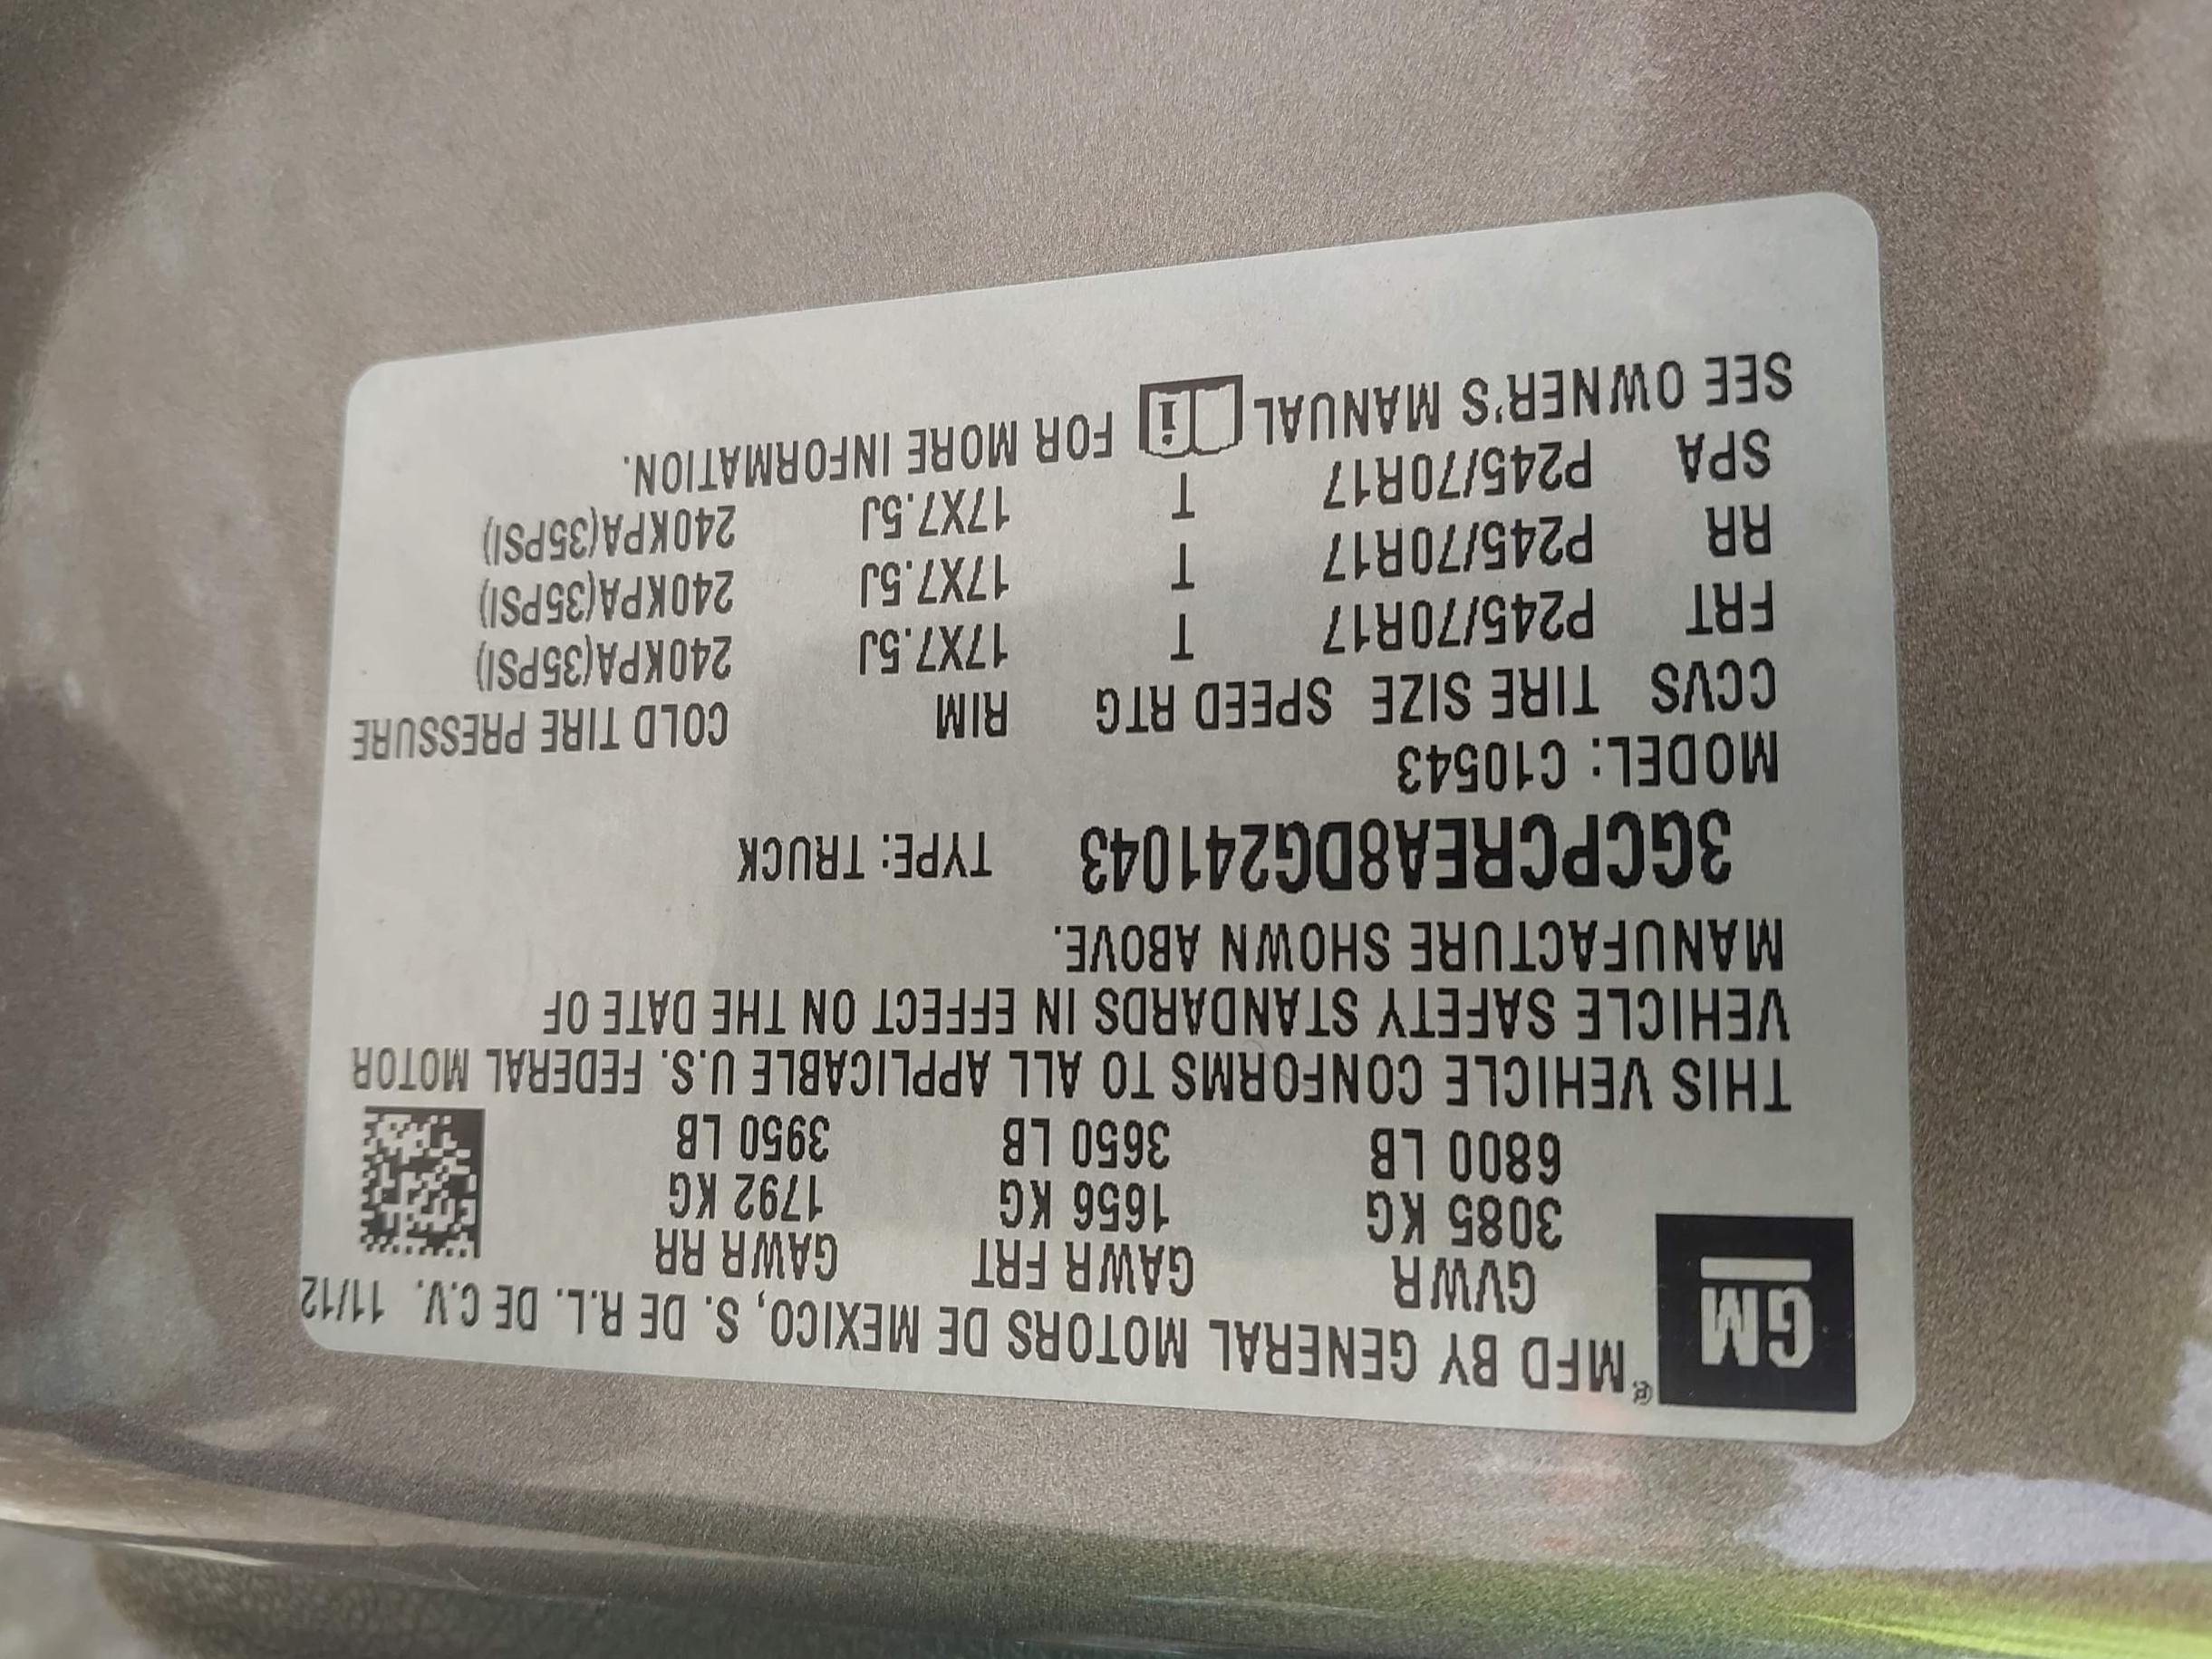 GM
® MFD BY GENERAL MOTORS DE MEXICO, S. DE R.L. DE C.V. 11/12
GVWR GAWR FRT GAWR RR
3085 KG 1656 KG 1792 KG
6800 LB 3650 LB 3950 LB
THIS VEHICLE CONFORMS TO ALL APPLICABLE U.S. FEDERAL MOTOR
VEHICLE SAFETY STANDARDS IN EFFECT ON THE DATE OF
MANUFACTURE SHOWN ABOVE.
3GCPCREA8DG241043 TYPE: TRUCK
MODEL: C10543
CCVS TIRE SIZE SPEED RTG RIM COLD TIRE PRESSURE
FRT P245/70R17 T 17X7.5J 240KPA(35PSI)
RR P245/70R17 T 17X7.5J 240KPA(35PSI)
SPA P245/70R17 T 17X7.5J 240KPA(35PSI)
SEE OWNER'S MANUAL i FOR MORE INFORMATION.